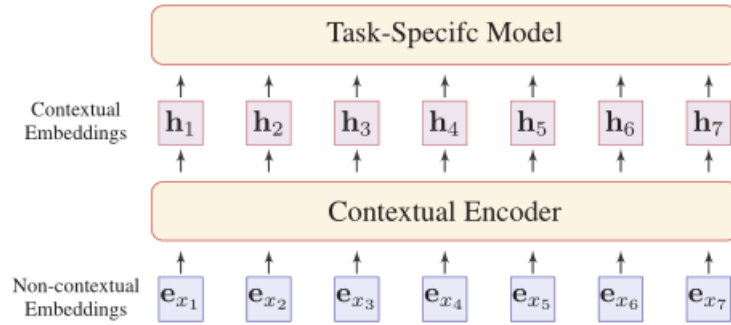 Task-Specifc Model
Contextual
Embeddings
h₁ h₂ h₃ h₄ h₅ h₆ h₇
Contextual Encoder
Non-contextual
Embeddings
eₓ₁ eₓ₂ eₓ₃ eₓ₄ eₓ₅ eₓ₆ eₓ₇